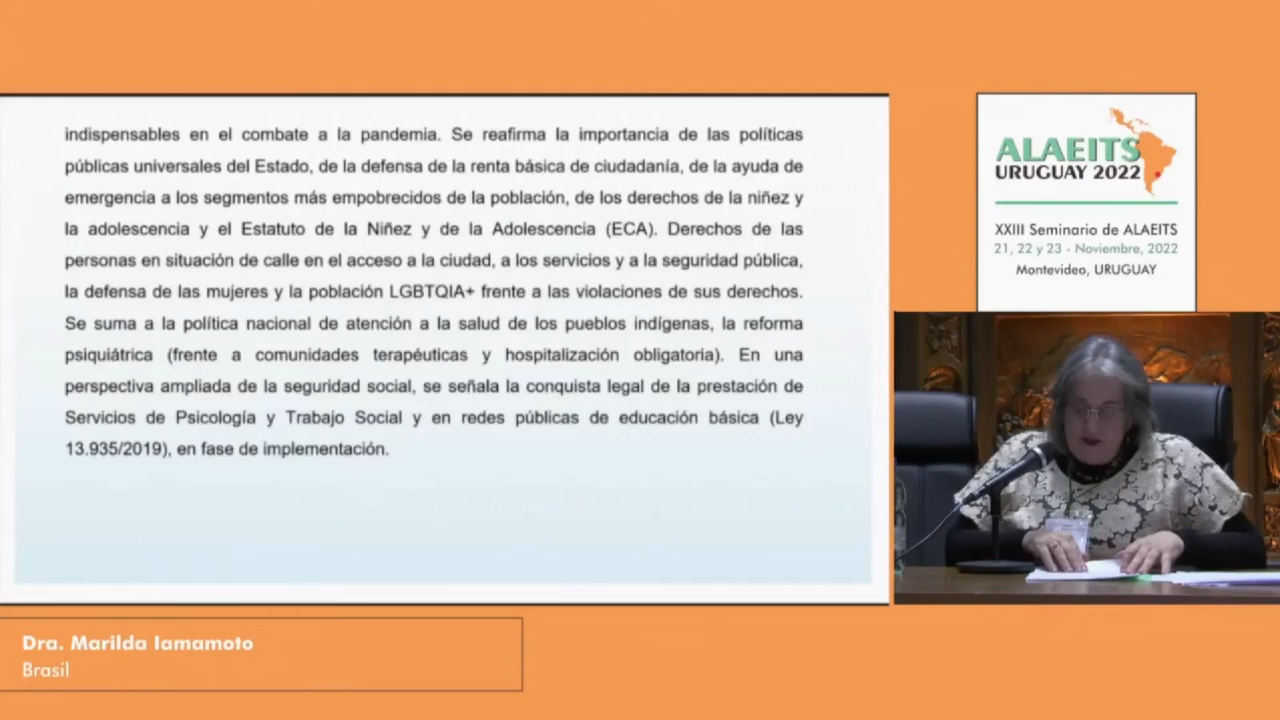 indispensables en el combate a la pandemia. Se reafirma la importancia de las políticas
públicas universales del Estado, de la defensa de la renta básica de ciudadanía, de la ayuda de
emergencia a los segmentos más empobrecidos de la población, de los derechos de la niñez y
la adolescencia y el Estatuto de la Niñez y de la Adolescencia (ECA). Derechos de las
personas en situación de calle en el acceso a la ciudad, a los servicios y a la seguridad pública,
la defensa de las mujeres y la población LGBTQIA+ frente a las violaciones de sus derechos.
Se suma a la política nacional de atención a la salud de los pueblos indígenas, la reforma
psiquiátrica (frente a comunidades terapéuticas y hospitalización obligatoria). En una
perspectiva ampliada de la seguridad social, se señala la conquista legal de la prestación de
Servicios de Psicología y Trabajo Social y en redes públicas de educación básica (Ley
13.935/2019), en fase de implementación.
ALAEITS
URUGUAY 2022
XXIII Seminario de ALAEITS
21, 22 y 23 - Noviembre, 2022
Montevideo, URUGUAY
Dra. Marilda Iamamoto
Brasil